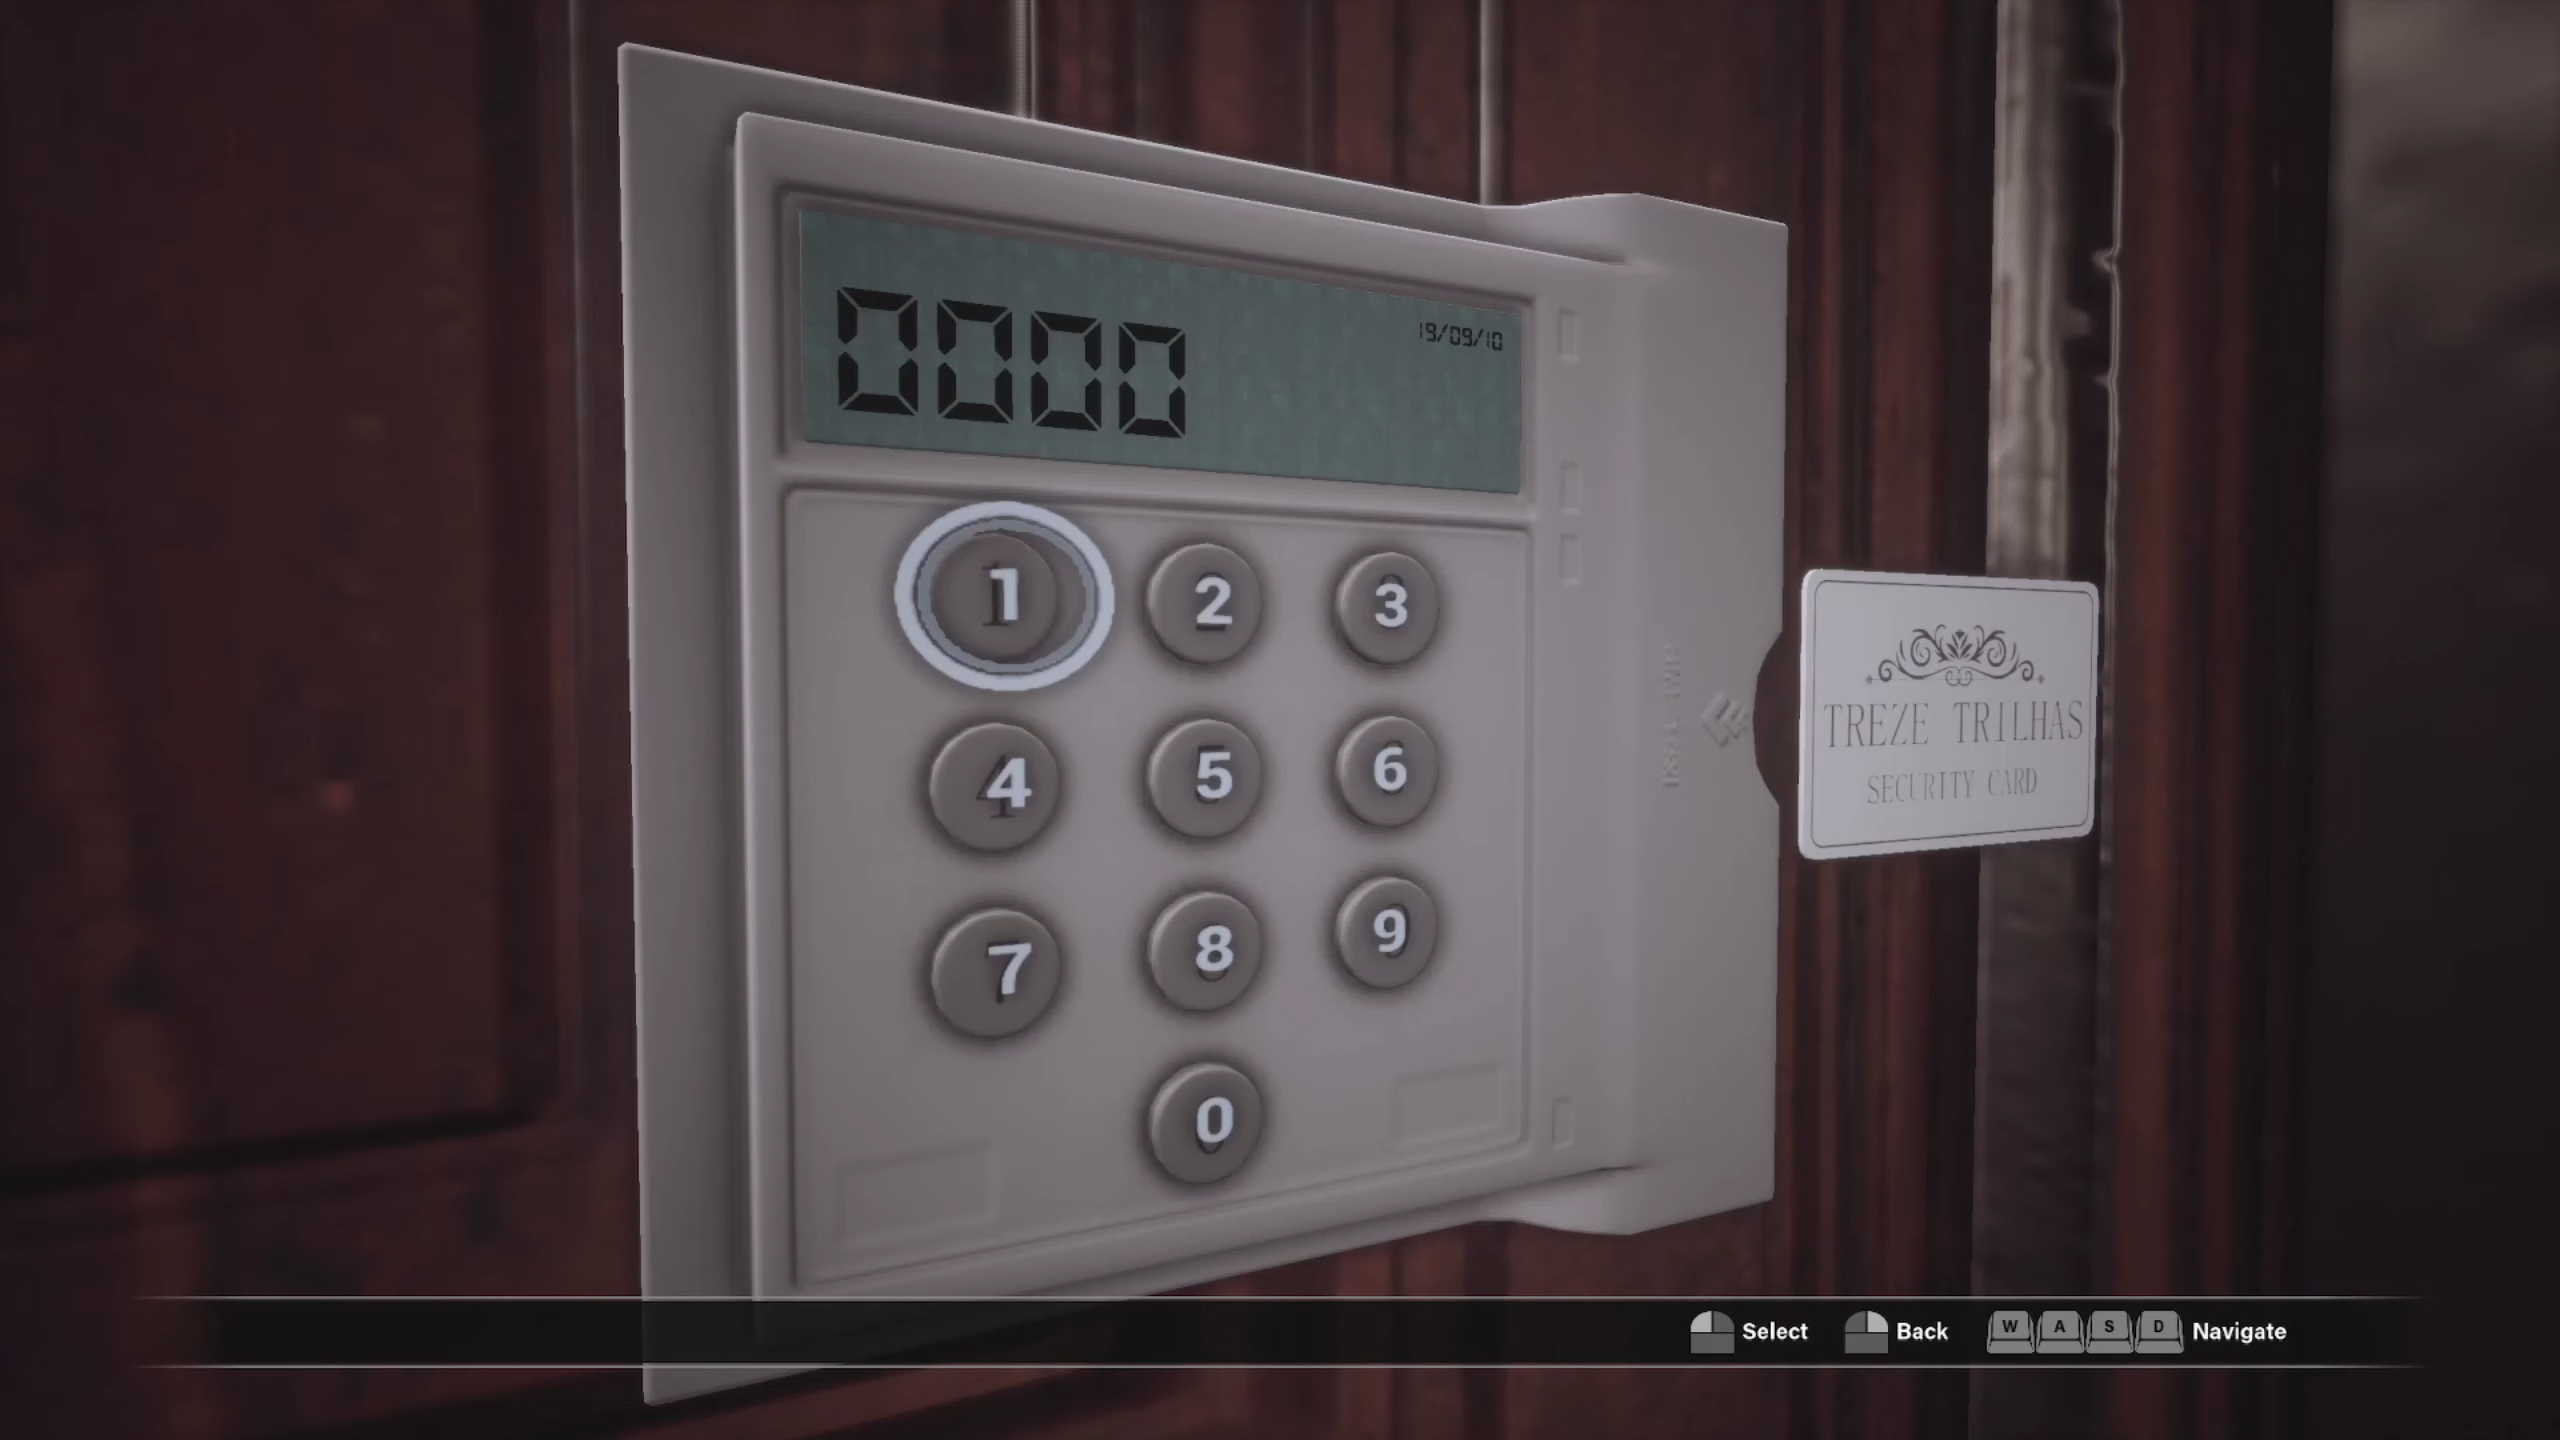 0000
19/09/10
1 2 3
4 5 6
7 8 9
0
TREZE TRILHAS
SECURITY CARD
Select Back W A S D Navigate